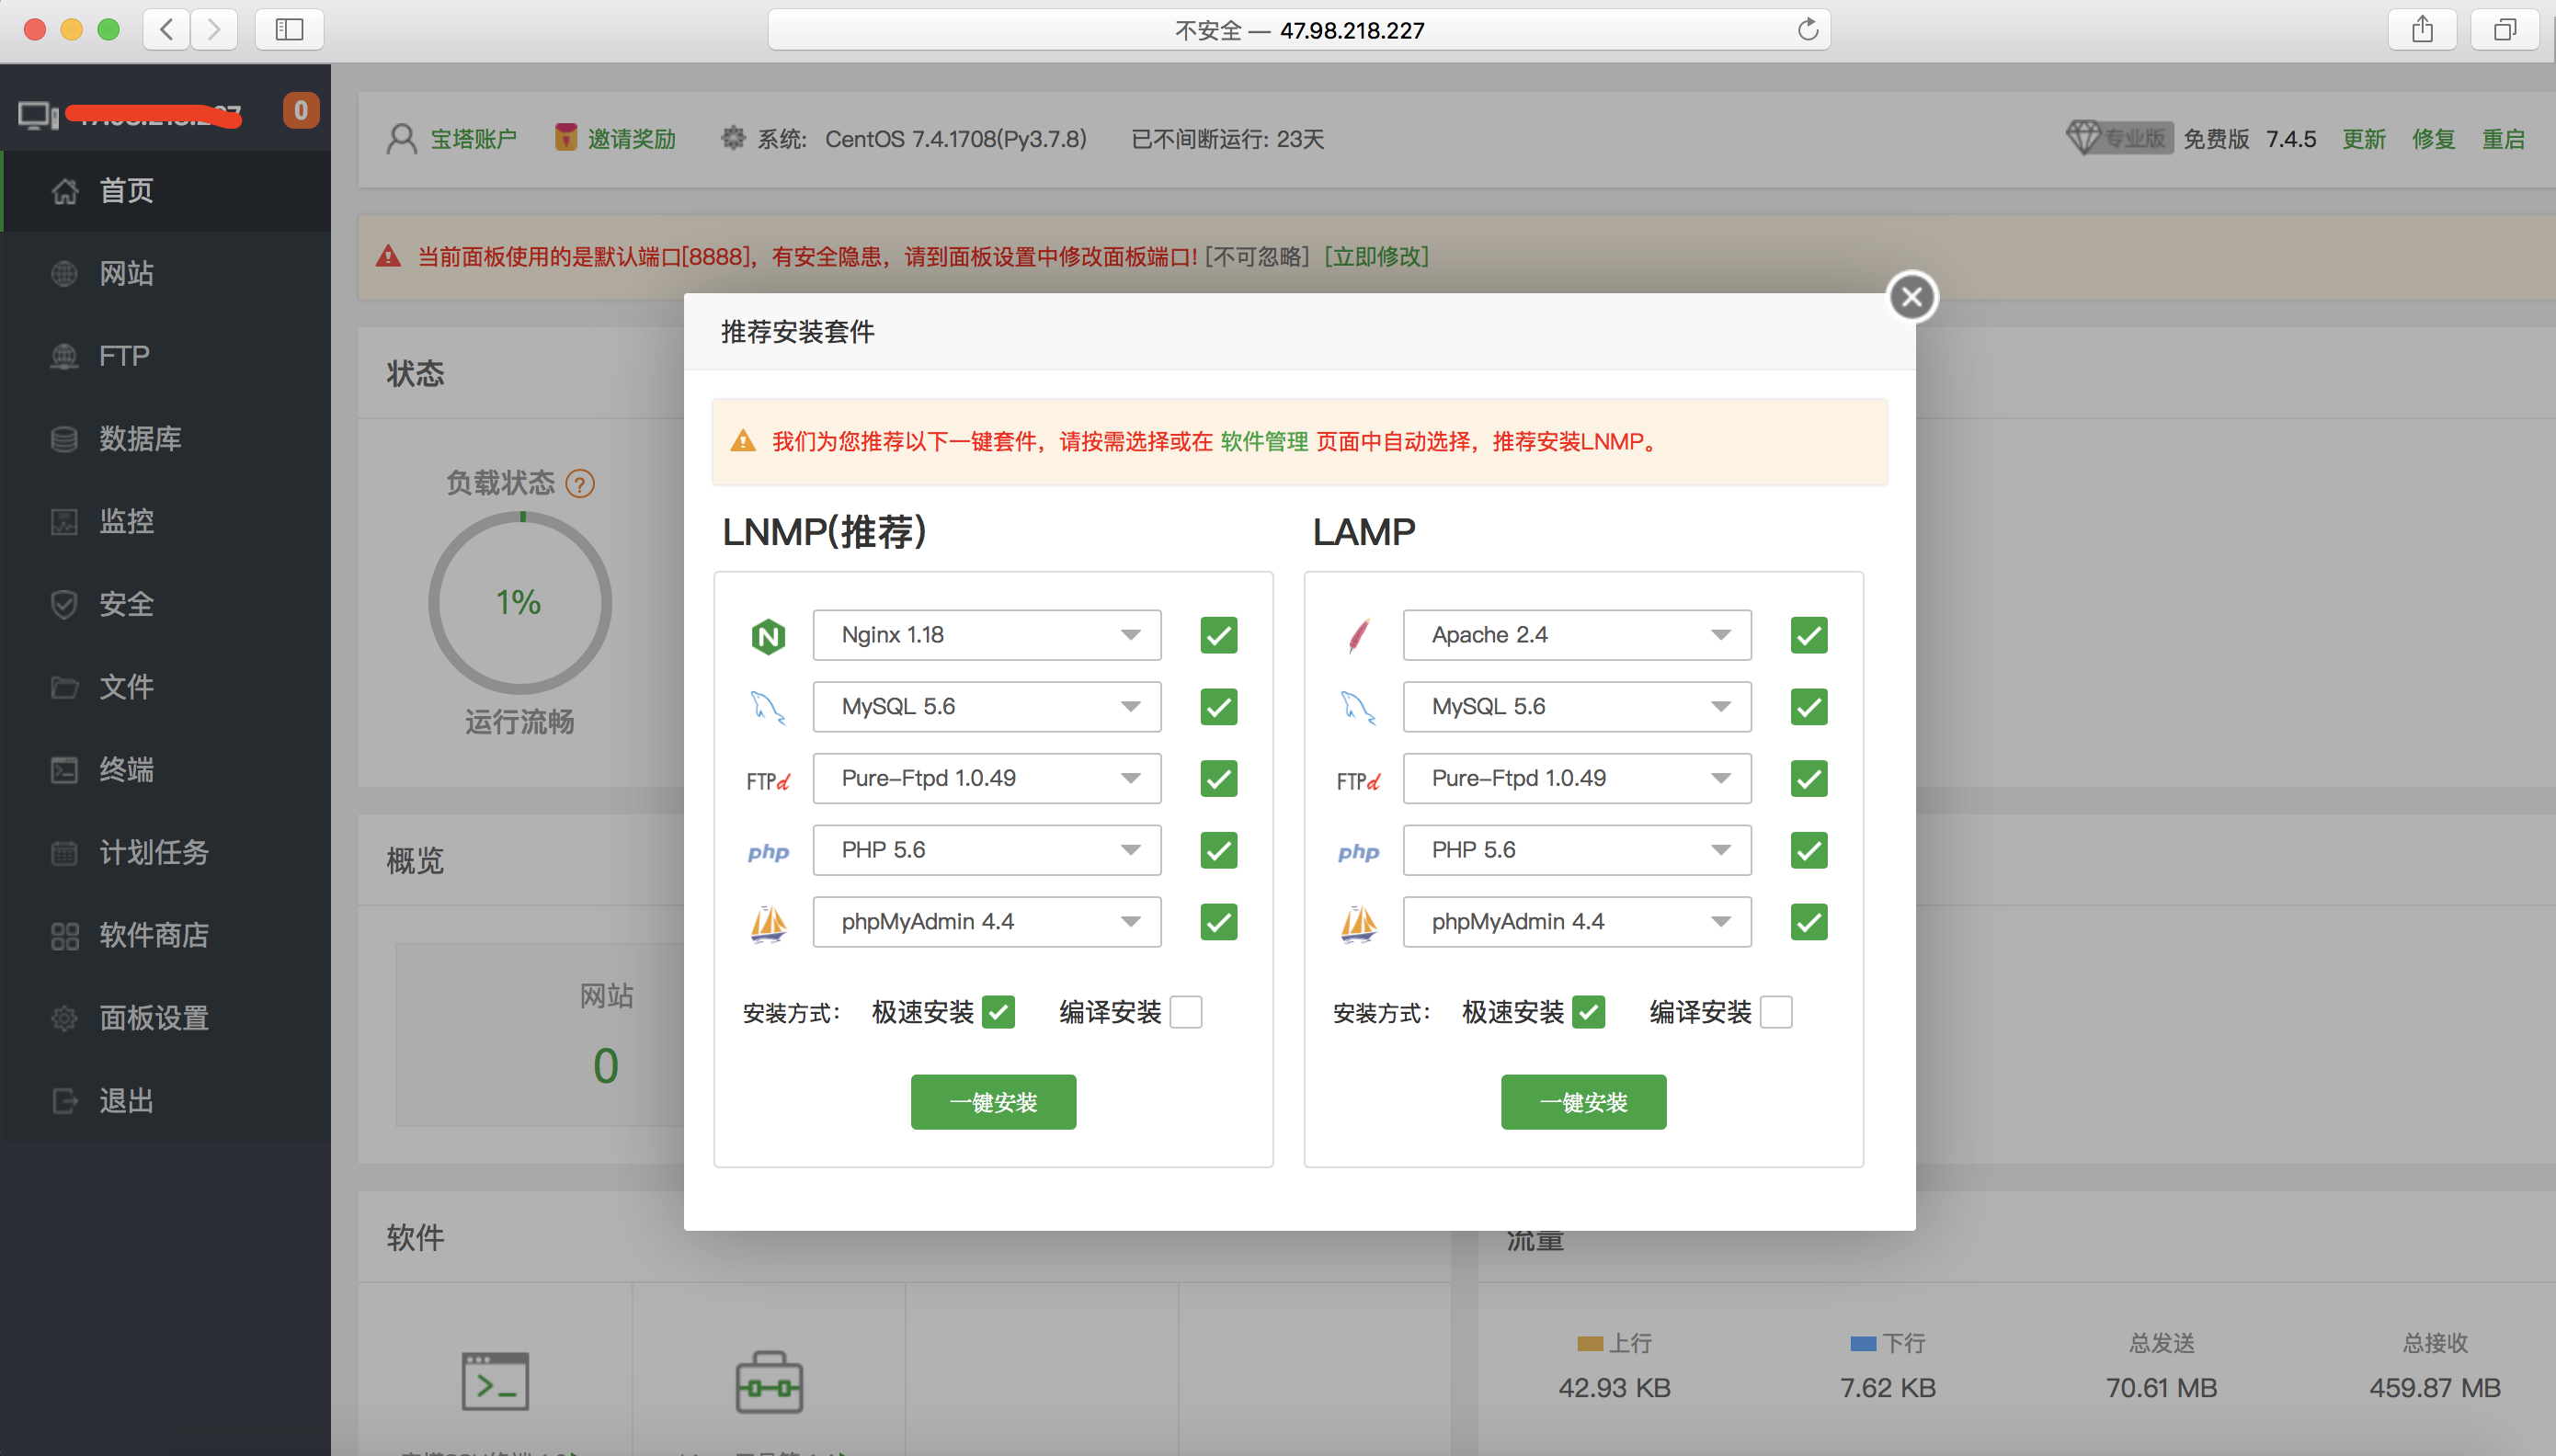 不安全 — 47.98.218.227
0
首页
网站
FTP
数据库
监控
安全
文件
终端
计划任务
软件商店
面板设置
退出
宝塔账户 邀请奖励 系统: CentOS 7.4.1708(Py3.7.8) 已不间断运行: 23天 专业版 免费版 7.4.5 更新 修复 重启
当前面板使用的是默认端口[8888]，有安全隐患，请到面板设置中修改面板端口! [不可忽略] [立即修改]
状态
负载状态 ?
1%
运行流畅
概览
网站
0
软件
流量
上行 下行 总发送 总接收
42.93 KB 7.62 KB 70.61 MB 459.87 MB
推荐安装套件
我们为您推荐以下一键套件，请按需选择或在 软件管理 页面中自动选择，推荐安装LNMP。
LNMP(推荐)
Nginx 1.18
MySQL 5.6
FTPd Pure-Ftpd 1.0.49
php PHP 5.6
phpMyAdmin 4.4
安装方式： 极速安装 编译安装
一键安装
LAMP
Apache 2.4
MySQL 5.6
FTPd Pure-Ftpd 1.0.49
php PHP 5.6
phpMyAdmin 4.4
安装方式： 极速安装 编译安装
一键安装